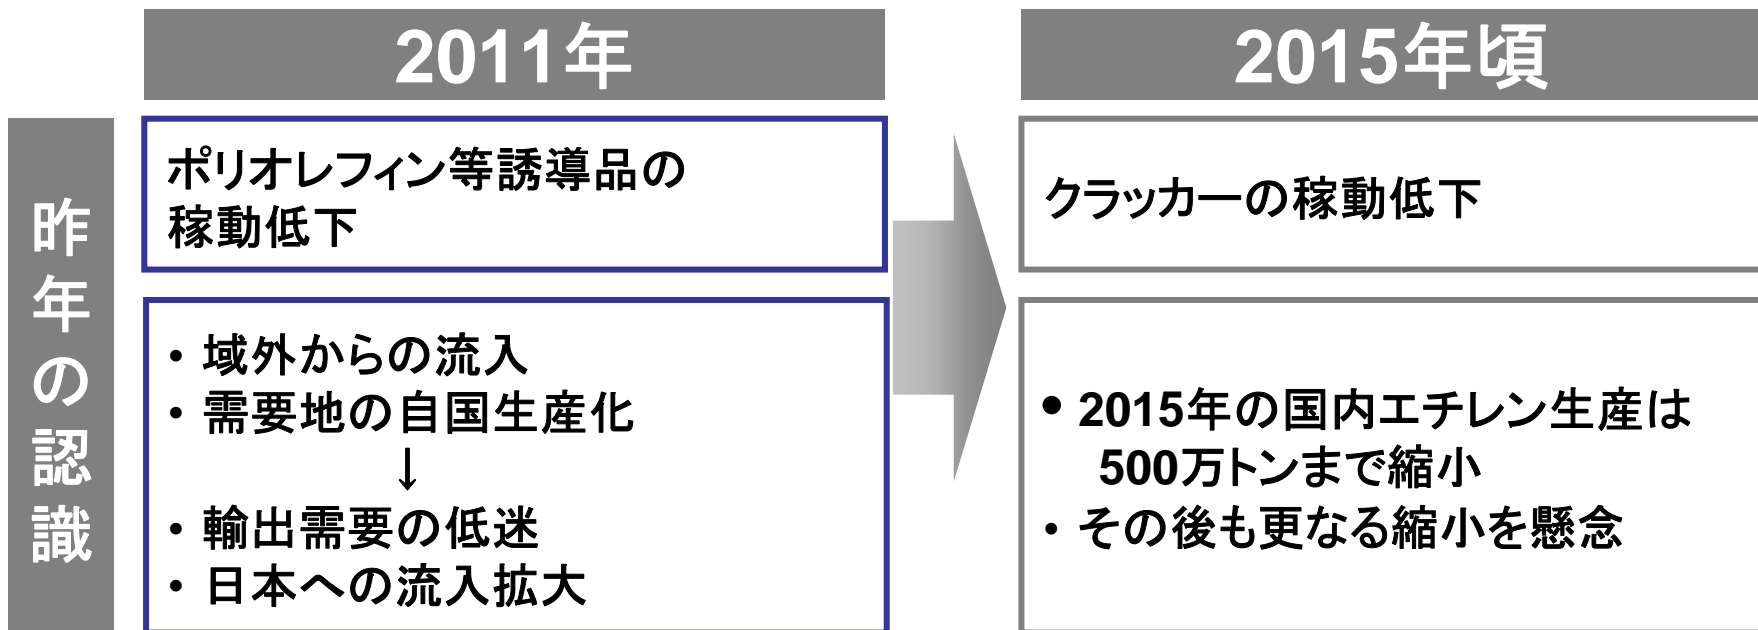 2011年
2015年頃
昨年の認識
ポリオレフィン等誘導品の
稼動低下
• 域外からの流入
• 需要地の自国生産化
↓
• 輸出需要の低迷
• 日本への流入拡大
クラッカーの稼動低下
• 2015年の国内エチレン生産は
500万トンまで縮小
• その後も更なる縮小を懸念